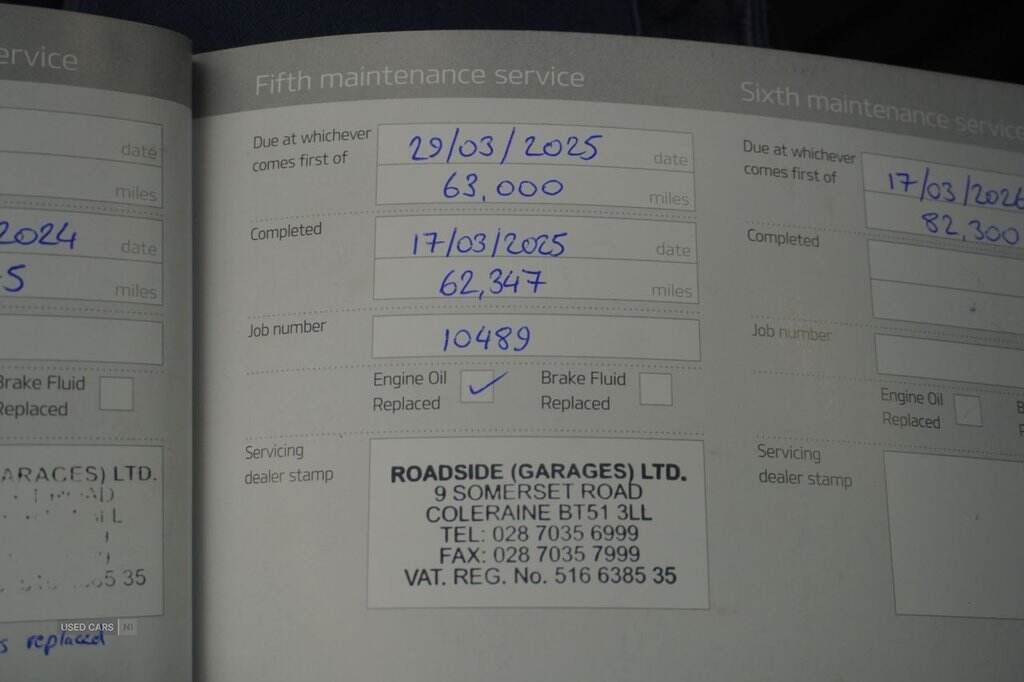 ervice
date
miles
2024 date
5 miles
Brake Fluid
Replaced
ARAGES) LTD.
5 35
replaced
USED CARS NI
Fifth maintenance service
Due at whichever
comes first of
29/03/2025 date
63,000 miles
Completed
17/03/2025 date
62,347 miles
Job number
10489
Engine Oil
Replaced
Brake Fluid
Replaced
Servicing
dealer stamp
ROADSIDE (GARAGES) LTD.
9 SOMERSET ROAD
COLERAINE BT51 3LL
TEL: 028 7035 6999
FAX: 028 7035 7999
VAT. REG. No. 516 6385 35
Sixth maintenance service
Due at whichever
comes first of
17/03/2026
82,300
Completed
Job number
Engine Oil
Replaced
Servicing
dealer stamp